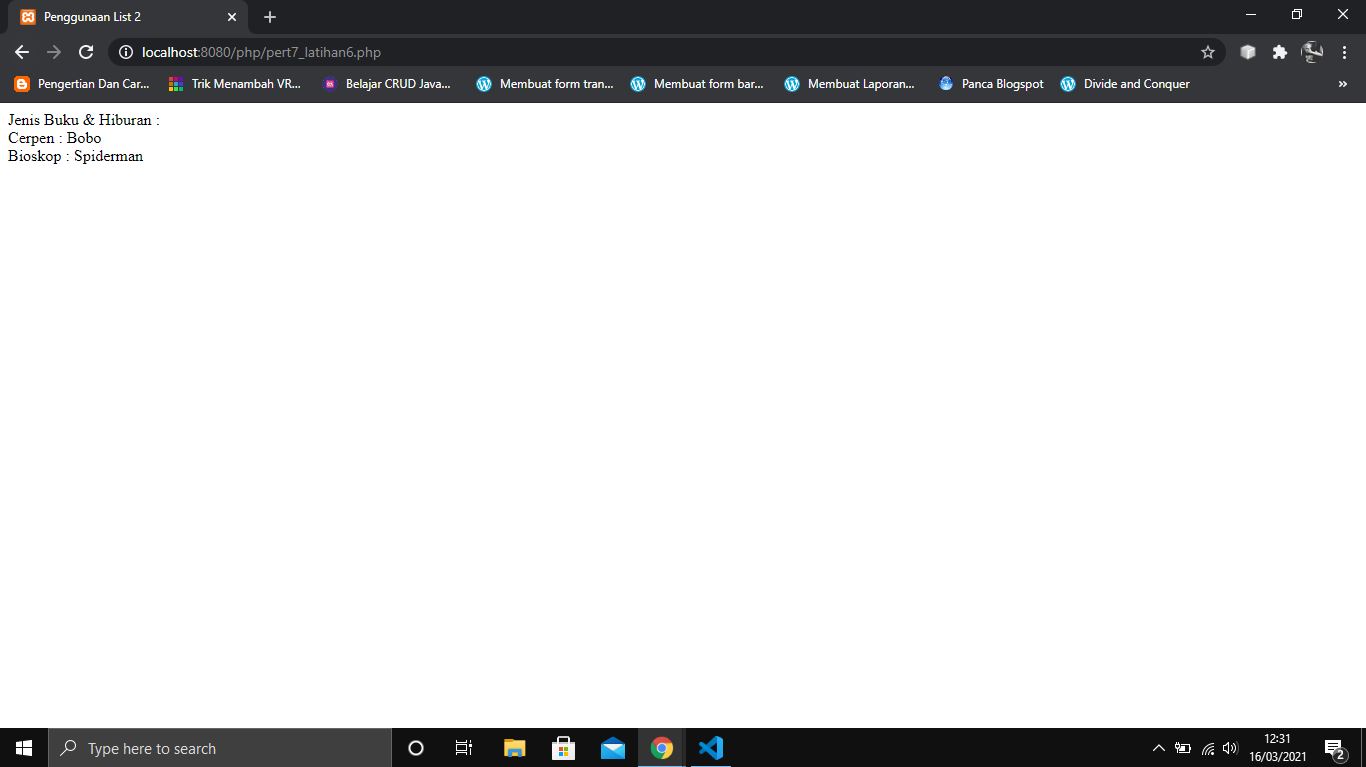 Penggunaan List 2
localhost:8080/php/pert7_latihan6.php
Pengertian Dan Car... Trik Menambah VR... Belajar CRUD Java... Membuat form tran... Membuat form bar... Membuat Laporan... Panca Blogspot Divide and Conquer »
Jenis Buku & Hiburan :
Cerpen : Bobo
Bioskop : Spiderman
Type here to search
12:31
16/03/2021
2